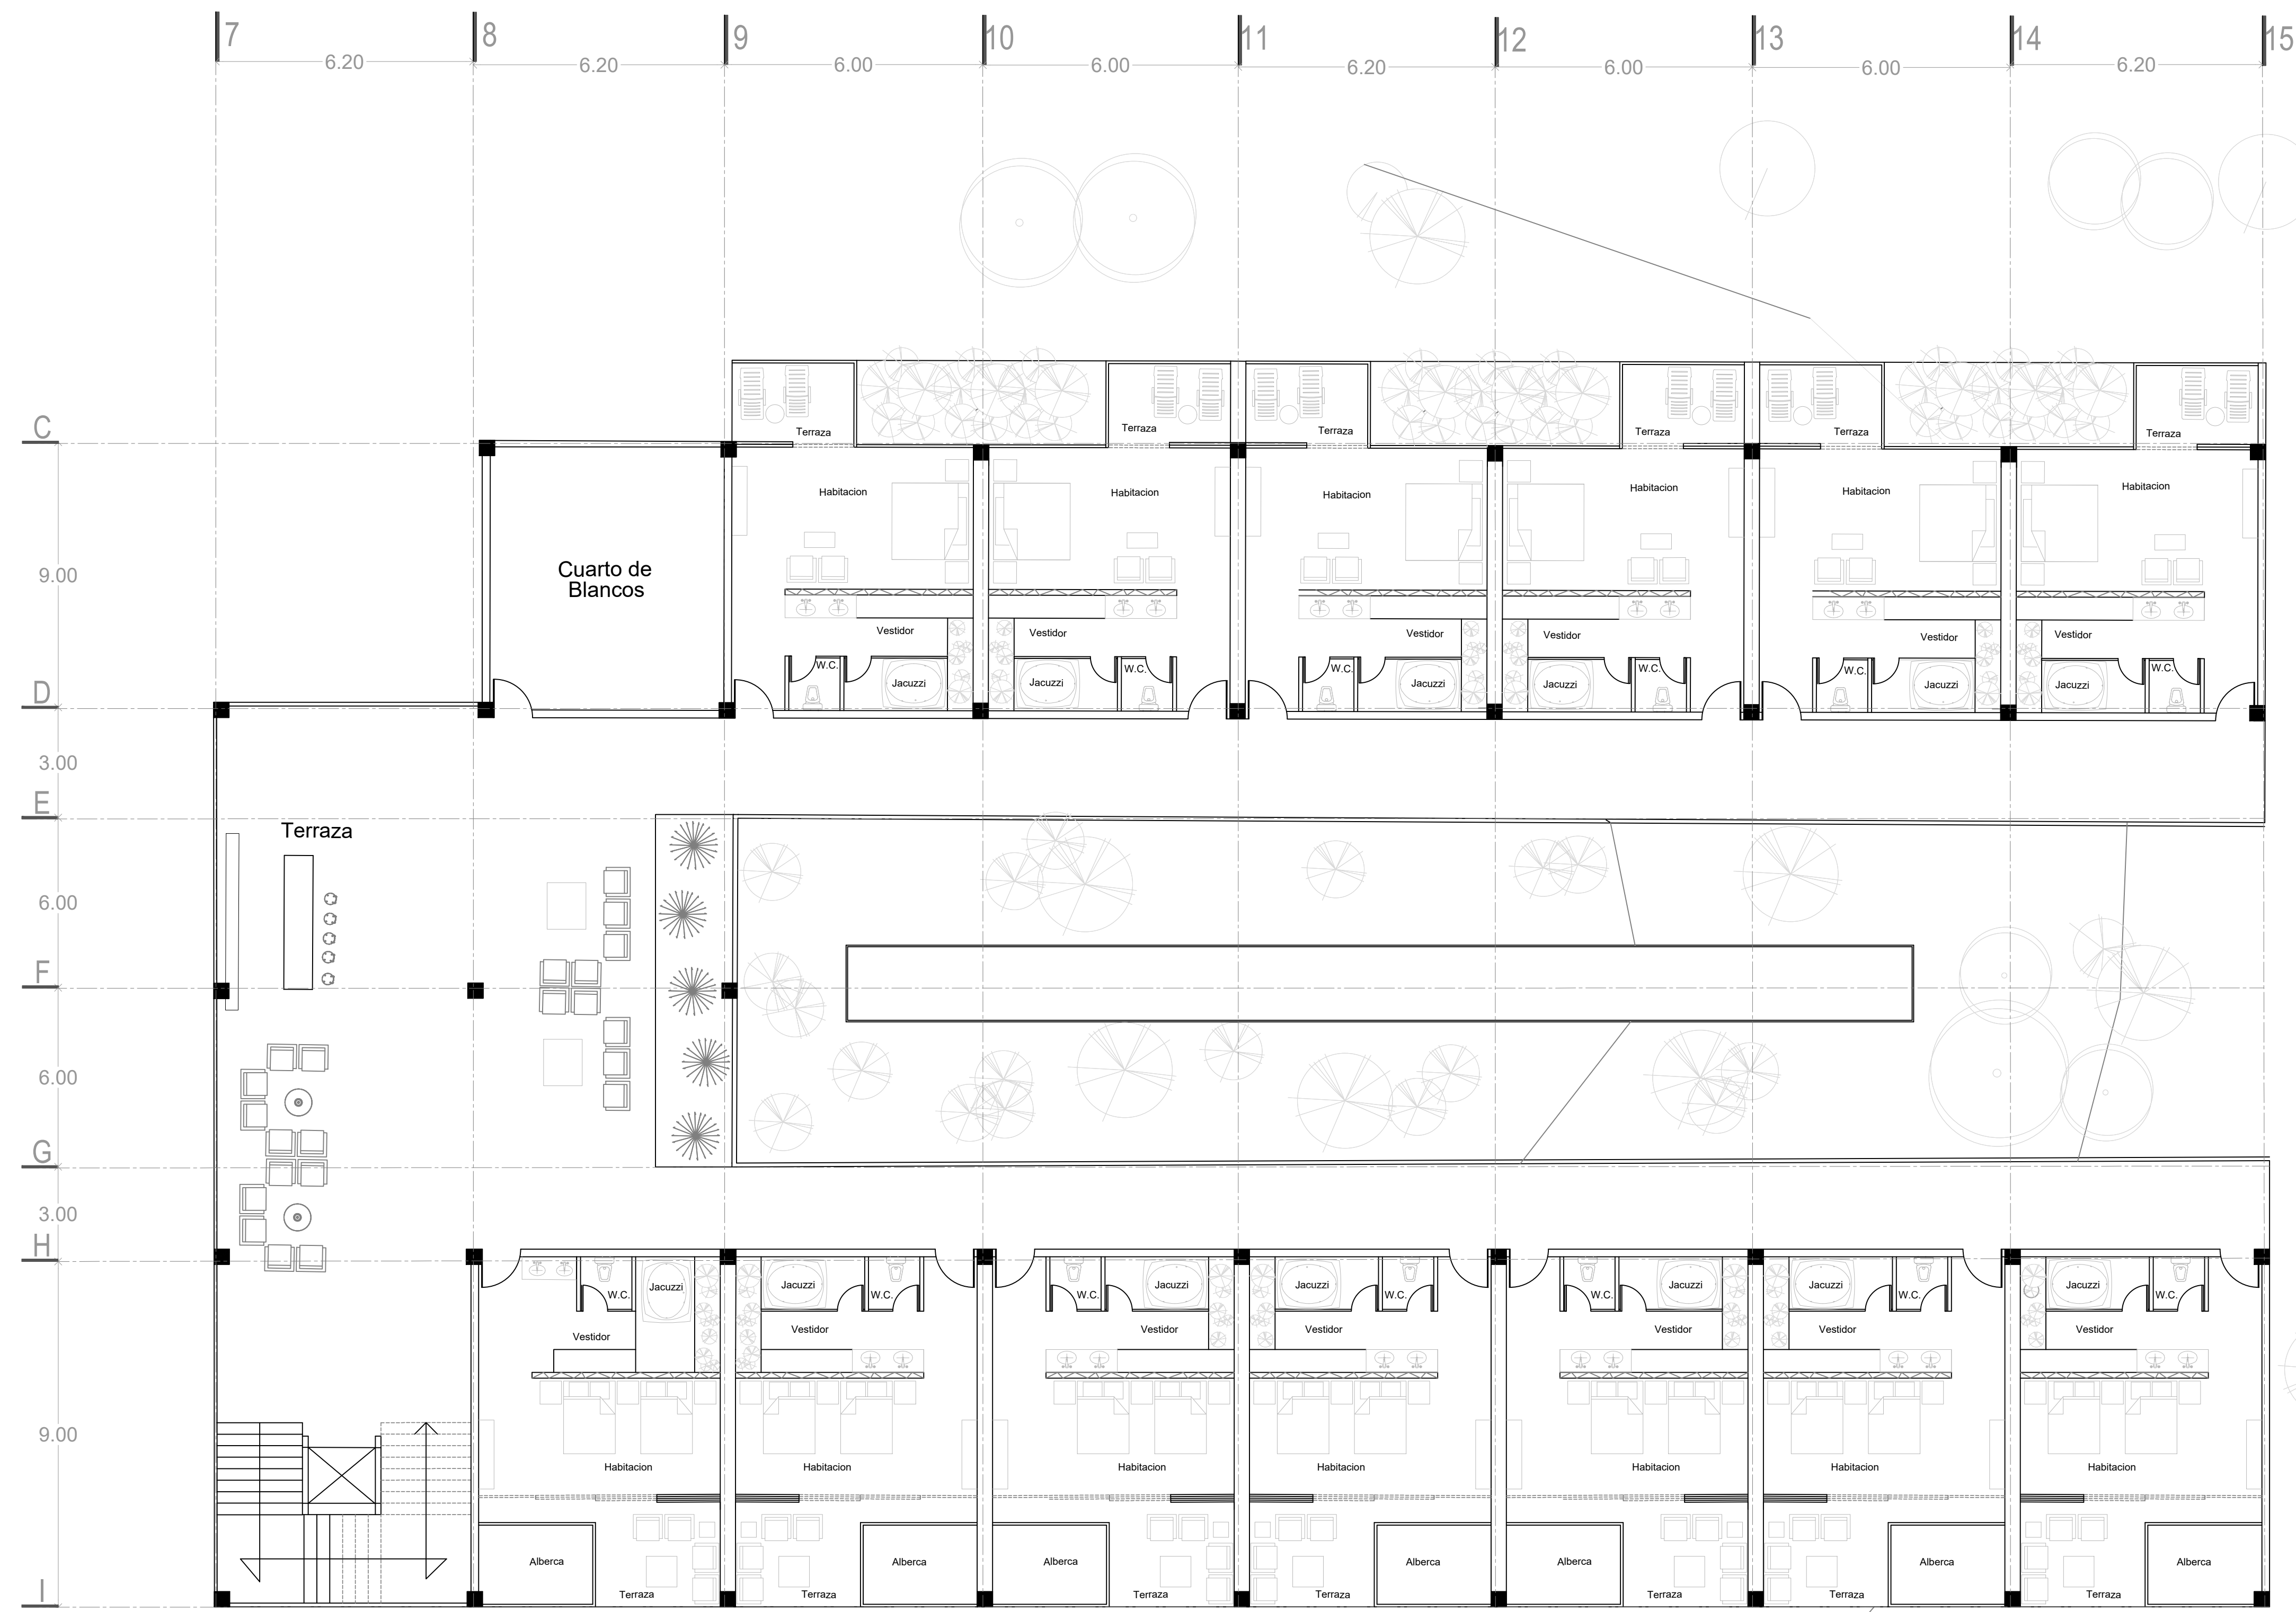 7 8 9 10 11 12 13 14 15
6.20 6.20 6.00 6.00 6.20 6.00 6.00 6.20
C
Terraza Terraza Terraza Terraza Terraza Terraza
Habitacion Habitacion Habitacion Habitacion Habitacion Habitacion
9.00
Cuarto de
Blancos
Vestidor Vestidor Vestidor Vestidor Vestidor Vestidor
W.C. W.C. W.C. W.C. W.C. W.C.
Jacuzzi Jacuzzi Jacuzzi Jacuzzi Jacuzzi Jacuzzi
D
3.00
E
Terraza
6.00
F
6.00
G
3.00
H
Jacuzzi Jacuzzi Jacuzzi Jacuzzi Jacuzzi Jacuzzi Jacuzzi
W.C. W.C. W.C. W.C. W.C. W.C. W.C.
Vestidor Vestidor Vestidor Vestidor Vestidor Vestidor Vestidor
9.00
Habitacion Habitacion Habitacion Habitacion Habitacion Habitacion Habitacion
Alberca Alberca Alberca Alberca Alberca Alberca Alberca
Terraza Terraza Terraza Terraza Terraza Terraza Terraza
I